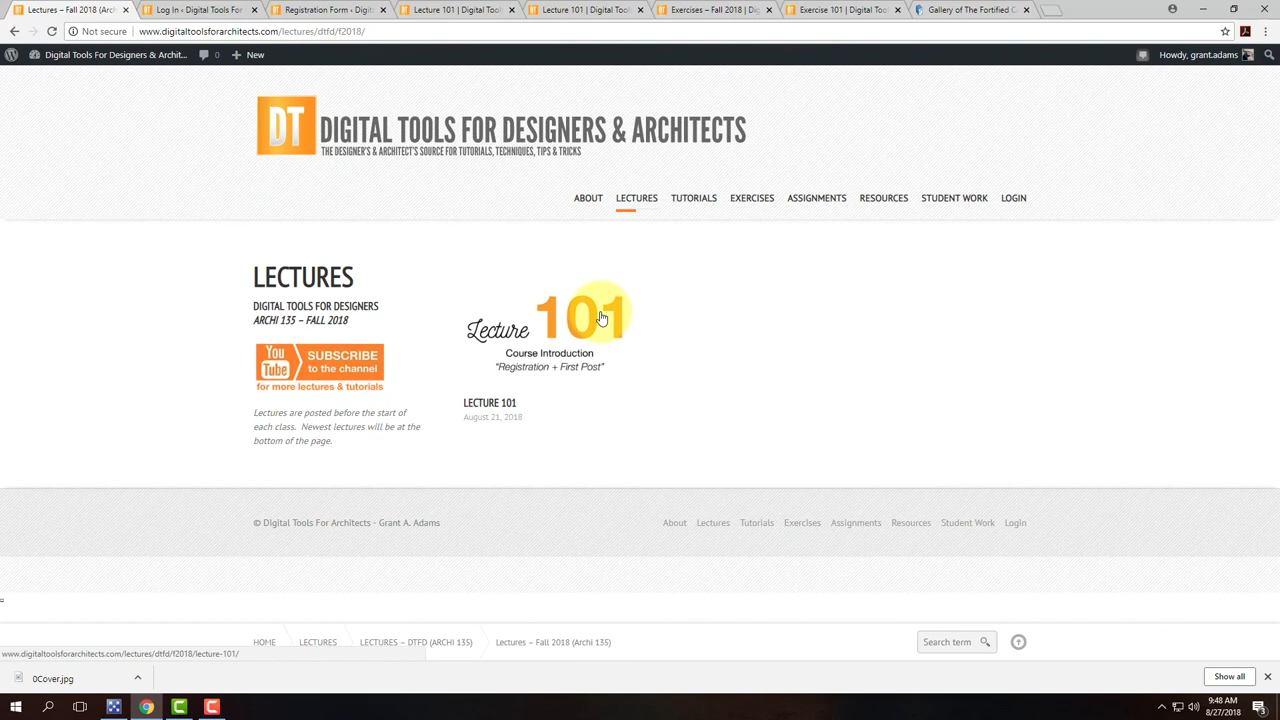 Lectures – Fall 2018 (Arc
Log In ‹ Digital Tools For
Registration Form ‹ Digita
Lecture 101 | Digital Tool
Lecture 101 | Digital Tool
Exercises – Fall 2018 | D
Exercise 101 | Digital Too
Gallery of The Fortified C
Not secure
www.digitaltoolsforarchitects.com/lectures/dtfd/f2018/
Digital Tools For Designers & Archit...
0
New
Howdy, grant.adams
DT
DIGITAL TOOLS FOR DESIGNERS & ARCHITECTS
THE DESIGNER'S & ARCHITECT'S SOURCE FOR TUTORIALS, TECHNIQUES, TIPS & TRICKS
ABOUT
LECTURES
TUTORIALS
EXERCISES
ASSIGNMENTS
RESOURCES
STUDENT WORK
LOGIN
LECTURES
DIGITAL TOOLS FOR DESIGNERS
ARCHI 135 – FALL 2018
You Tube
SUBSCRIBE
to the channel
for more lectures & tutorials
Lectures are posted before the start of
each class. Newest lectures will be at the
bottom of the page.
Lecture 101
Course Introduction
"Registration + First Post"
LECTURE 101
August 21, 2018
© Digital Tools For Architects - Grant A. Adams
About
Lectures
Tutorials
Exercises
Assignments
Resources
Student Work
Login
HOME
LECTURES
LECTURES – DTFD (ARCHI 135)
Lectures – Fall 2018 (Archi 135)
Search term
www.digitaltoolsforarchitects.com/lectures/dtfd/f2018/lecture-101/
0Cover.jpg
Show all
9:48 AM
8/27/2018
3